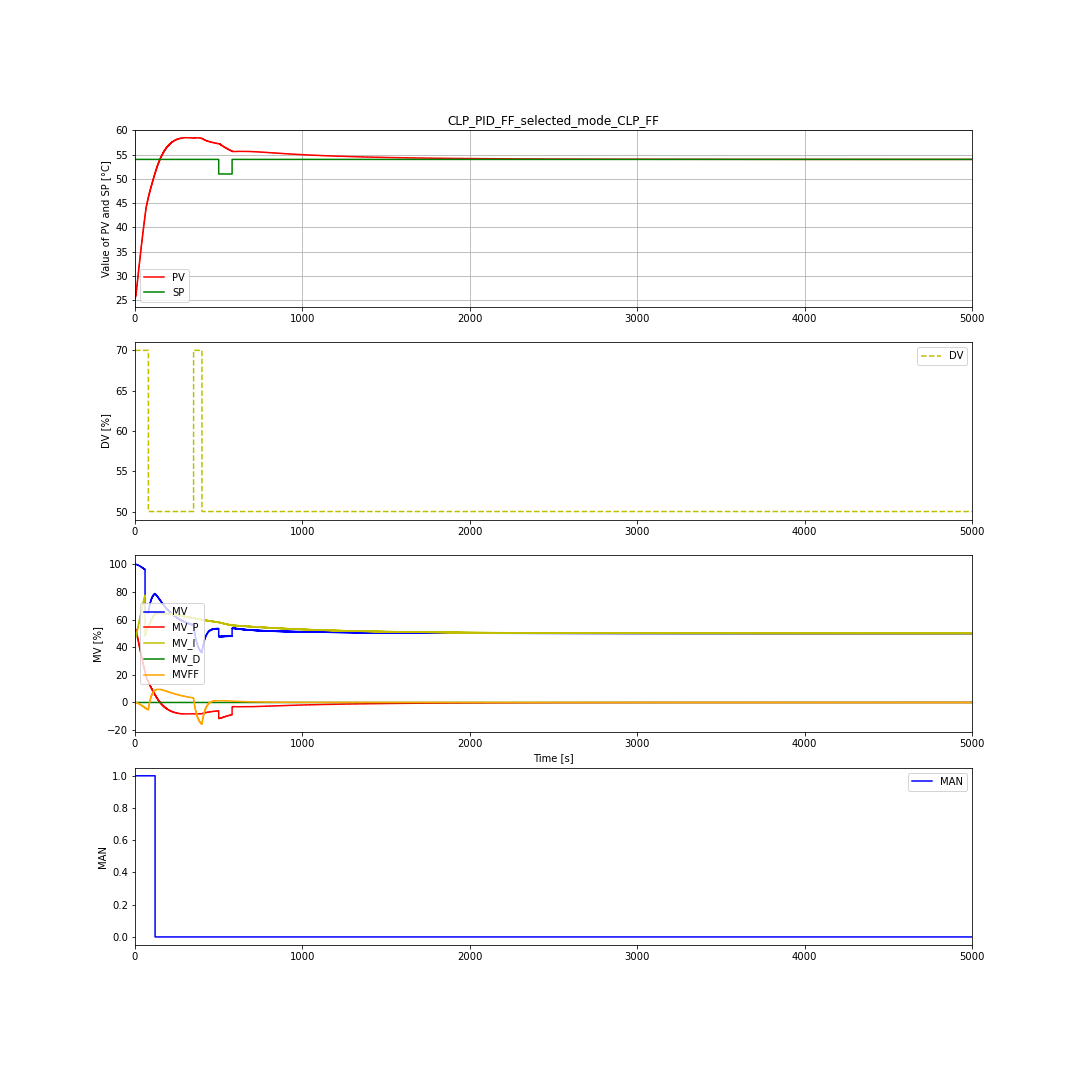 CLP_PID_FF_selected_mode_CLP_FF
Value of PV and SP [°C]
60
55
50
45
40
35
30
25
PV
SP
0 1000 2000 3000 4000 5000
DV [%]
70
65
60
55
50
DV
0 1000 2000 3000 4000 5000
MV [%]
100
80
60
40
20
0
−20
MV
MV_P
MV_I
MV_D
MVFF
0 1000 2000 3000 4000 5000
Time [s]
MAN
1.0
0.8
0.6
0.4
0.2
0.0
MAN
0 1000 2000 3000 4000 5000